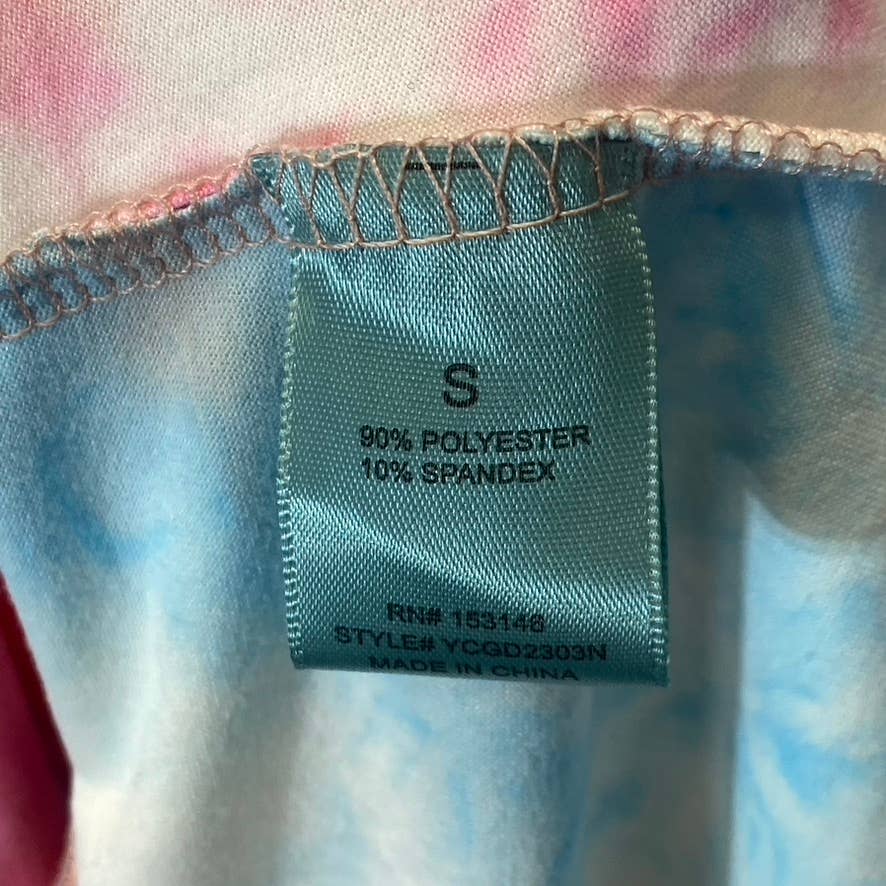 S
90% POLYESTER
10% SPANDEX
RN# 153146
STYLE# YCGD2303N
MADE IN CHINA